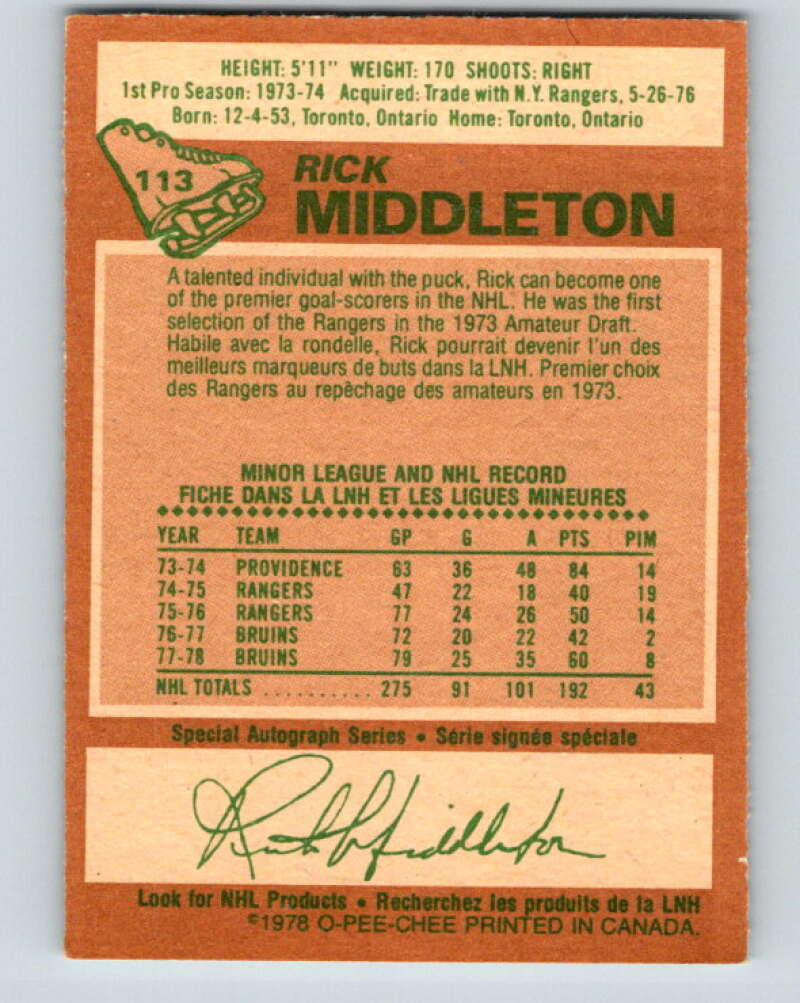 HEIGHT: 5'11" WEIGHT: 170 SHOOTS: RIGHT
1st Pro Season: 1973-74 Acquired: Trade with N.Y. Rangers, 5-26-76
Born: 12-4-53, Toronto, Ontario Home: Toronto, Ontario
113
RICK
MIDDLETON
A talented individual with the puck, Rick can become one
of the premier goal-scorers in the NHL. He was the first
selection of the Rangers in the 1973 Amateur Draft.
Habile avec la rondelle, Rick pourrait devenir l'un des
meilleurs marqueurs de buts dans la LNH. Premier choix
des Rangers au repêchage des amateurs en 1973.
MINOR LEAGUE AND NHL RECORD
FICHE DANS LA LNH ET LES LIGUES MINEURES
YEAR TEAM GP G A PTS PIM
73-74 PROVIDENCE 63 36 48 84 14
74-75 RANGERS 47 22 18 40 19
75-76 RANGERS 77 24 26 50 14
76-77 BRUINS 72 20 22 42 2
77-78 BRUINS 79 25 35 60 8
NHL TOTALS .......... 275 91 101 192 43
Special Autograph Series • Série signée spéciale
Rick Middleton
Look for NHL Products • Recherchez les produits de la LNH
©1978 O-PEE-CHEE PRINTED IN CANADA.